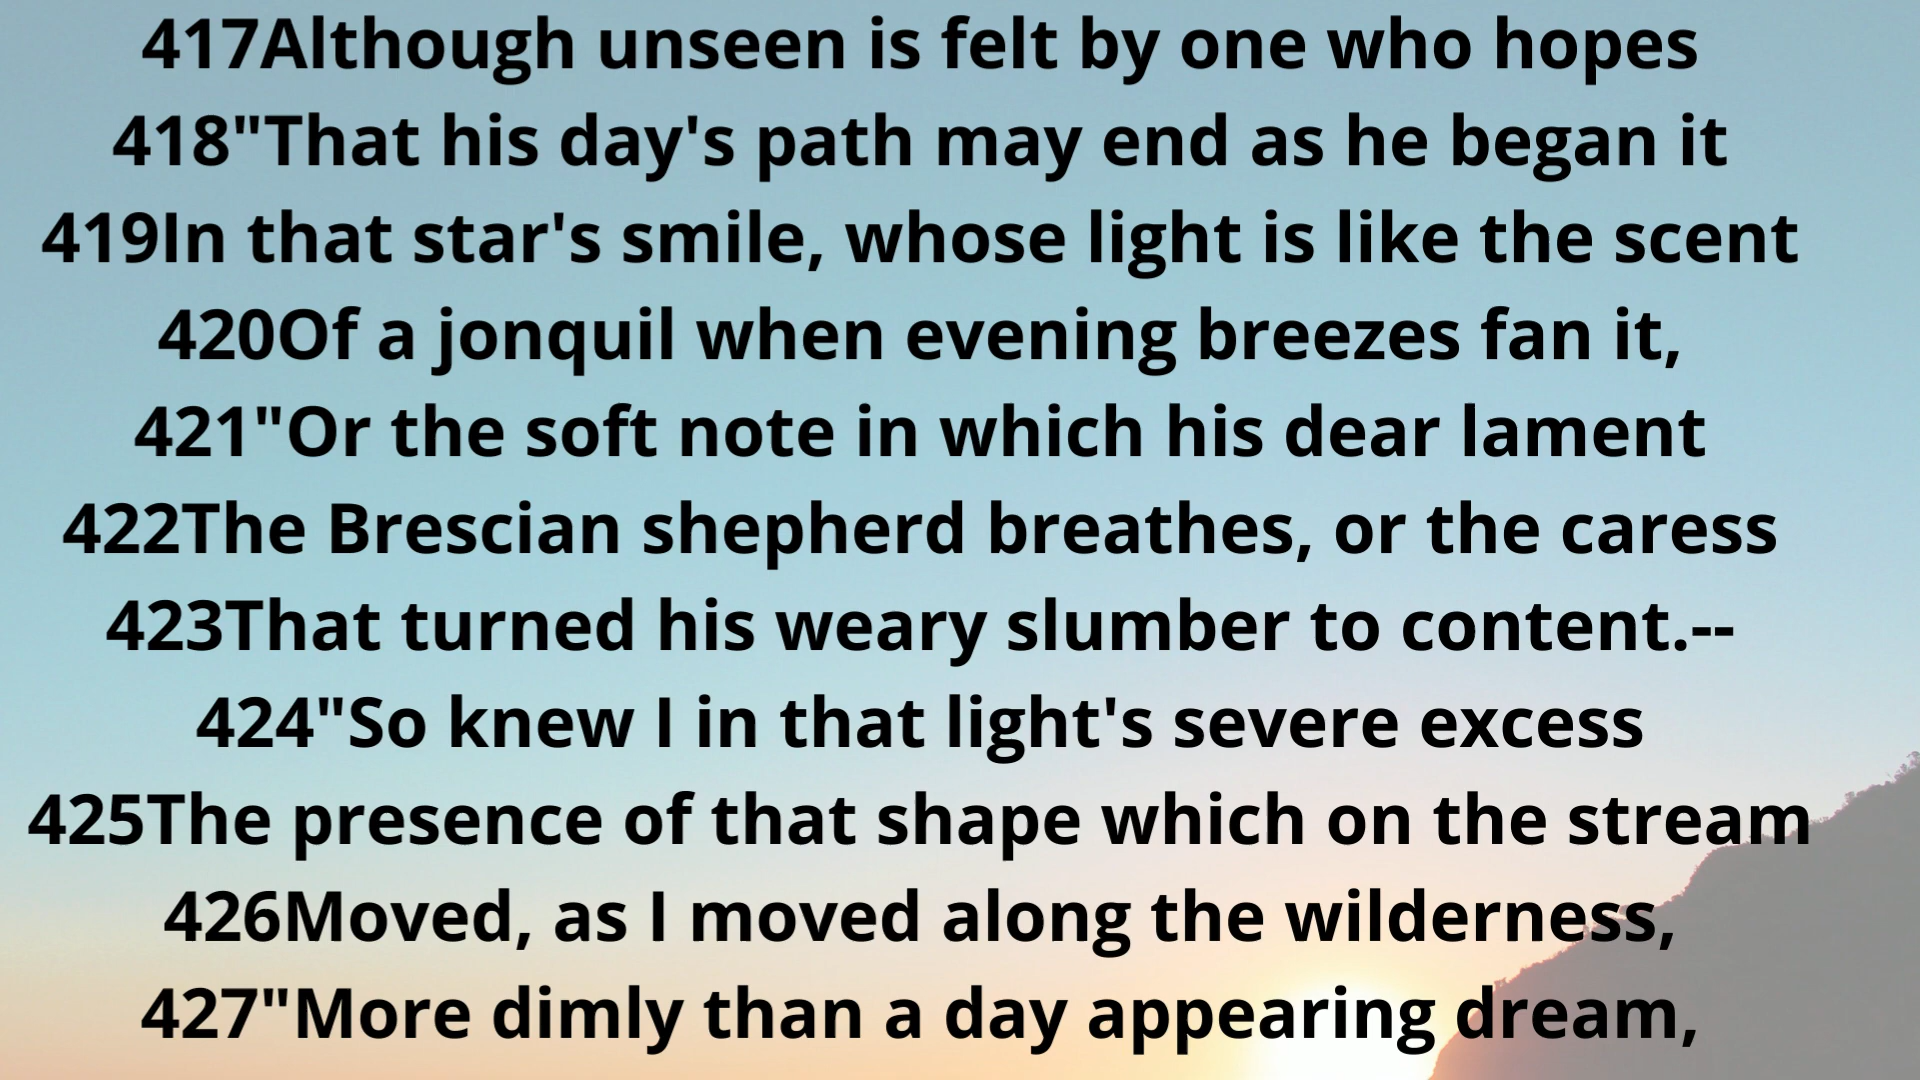 417Although unseen is felt by one who hopes
418"That his day's path may end as he began it
419In that star's smile, whose light is like the scent
420Of a jonquil when evening breezes fan it,
421"Or the soft note in which his dear lament
422The Brescian shepherd breathes, or the caress
423That turned his weary slumber to content.--
424"So knew I in that light's severe excess
425The presence of that shape which on the stream
426Moved, as I moved along the wilderness,
427"More dimly than a day appearing dream,